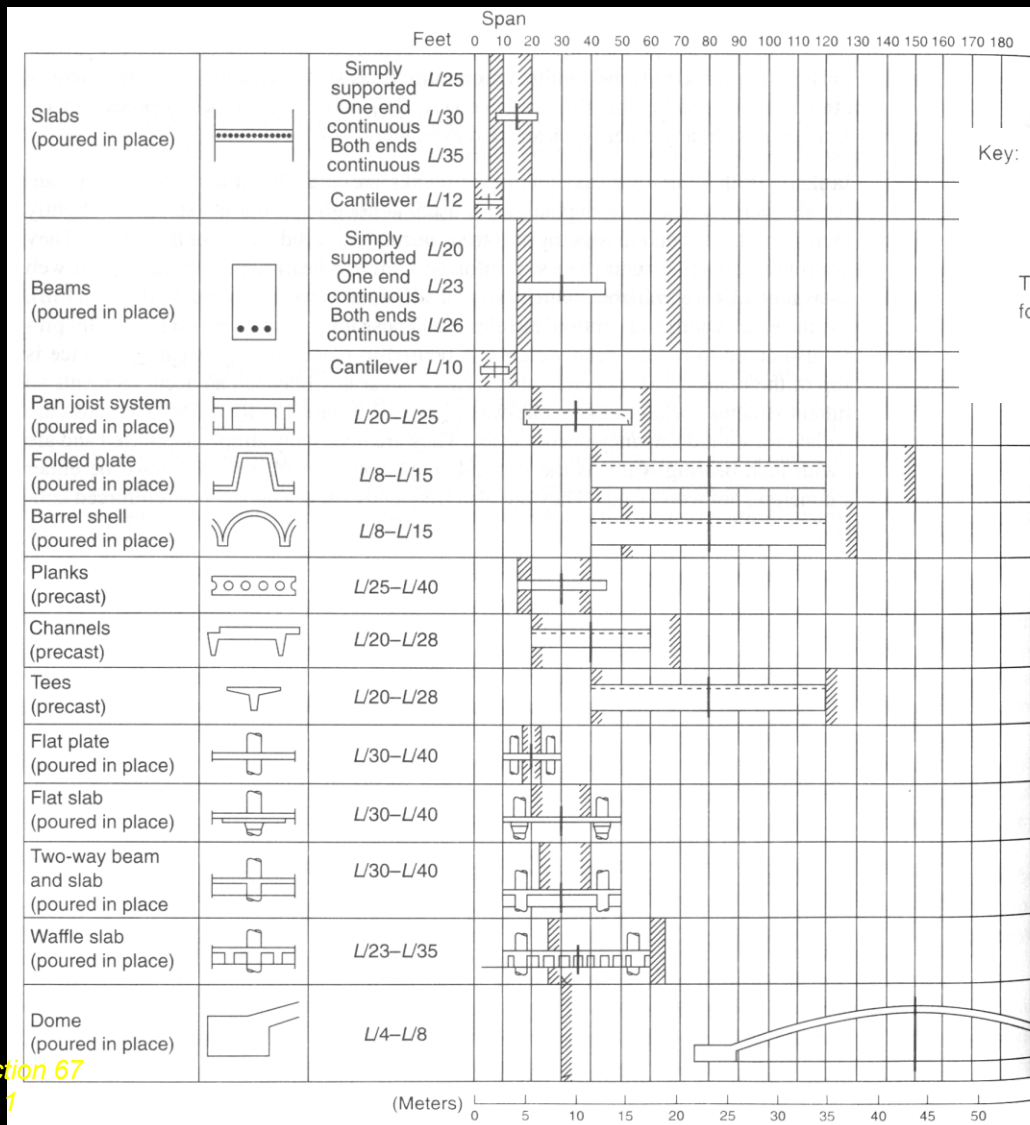 Span
Feet 0 10 20 30 40 50 60 70 80 90 100 110 120 130 140 150 160 170 180
Slabs
(poured in place)
Simply
supported L/25
One end
continuous L/30
Both ends
continuous L/35
Key:
Cantilever L/12
Beams
(poured in place)
Simply
supported L/20
One end
continuous L/23
Both ends
continuous L/26
T
fo
Cantilever L/10
Pan joist system
(poured in place)
L/20–L/25
Folded plate
(poured in place)
L/8–L/15
Barrel shell
(poured in place)
L/8–L/15
Planks
(precast)
L/25–L/40
Channels
(precast)
L/20–L/28
Tees
(precast)
L/20–L/28
Flat plate
(poured in place)
L/30–L/40
Flat slab
(poured in place)
L/30–L/40
Two-way beam
and slab
(poured in place
L/30–L/40
Waffle slab
(poured in place)
L/23–L/35
Dome
(poured in place)
L/4–L/8
ction 67
1
(Meters) 0 5 10 15 20 25 30 35 40 45 50